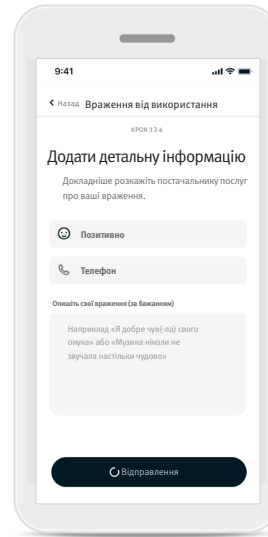 9:41
Назад Враження від використання
КРОК 3 З 4
Додати детальну інформацію
Докладніше розкажіть постачальнику послуг
про ваші враження.
Позитивно
Телефон
Опишіть свої враження (за бажанням)
Наприклад «Я добре чув(-ла) свого
онука» або «Музика ніколи не
звучала настільки чудово»
Відправлення